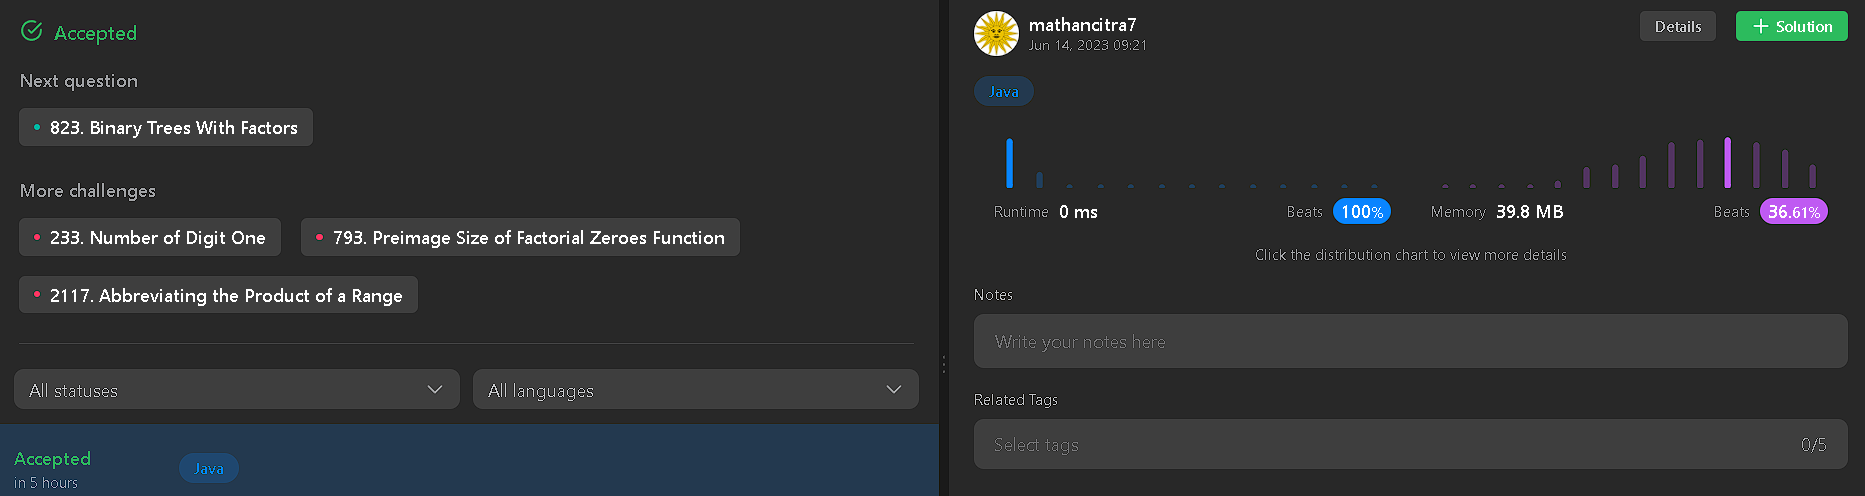 Accepted
Next question
823. Binary Trees With Factors
More challenges
233. Number of Digit One
793. Preimage Size of Factorial Zeroes Function
2117. Abbreviating the Product of a Range
All statuses
All languages
Accepted
Java
in 5 hours
mathancitra7
Jun 14, 2023 09:21
Details
Solution
Java
Runtime 0 ms
Beats 100%
Memory 39.8 MB
Beats 36.61%
Click the distribution chart to view more details
Notes
Write your notes here
Related Tags
Select tags
0/5